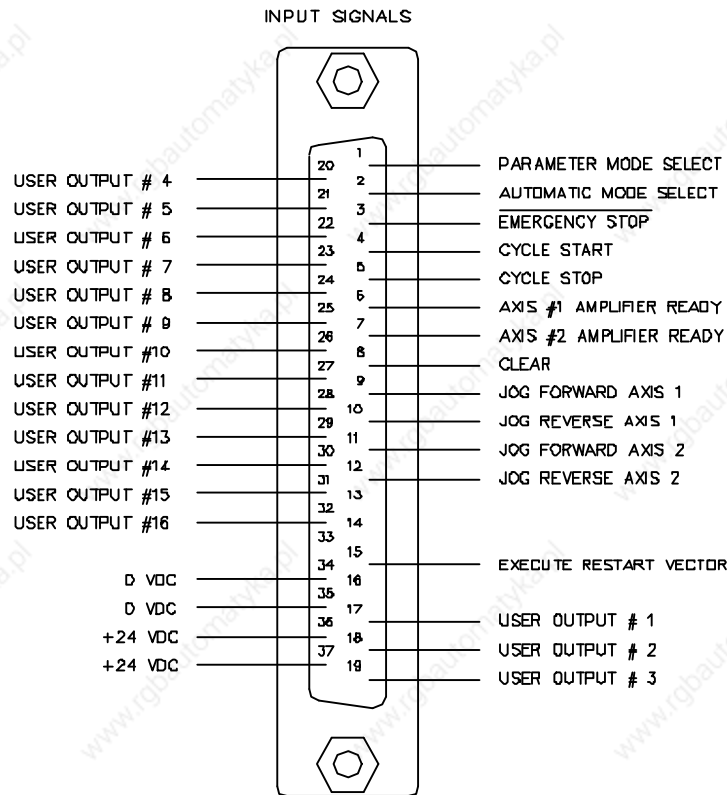 INPUT SIGNALS
1
20
PARAMETER MODE SELECT
USER OUTPUT # 4
2
21
AUTOMATIC MODE SELECT
USER OUTPUT # 5
3
22
EMERGENCY STOP
USER OUTPUT # 6
4
23
CYCLE START
USER OUTPUT # 7
5
24
CYCLE STOP
USER OUTPUT # 8
6
25
AXIS #1 AMPLIFIER READY
USER OUTPUT # 9
7
26
AXIS #2 AMPLIFIER READY
USER OUTPUT #10
8
27
CLEAR
USER OUTPUT #11
9
28
JOG FORWARD AXIS 1
USER OUTPUT #12
10
29
JOG REVERSE AXIS 1
USER OUTPUT #13
11
30
JOG FORWARD AXIS 2
USER OUTPUT #14
12
31
JOG REVERSE AXIS 2
USER OUTPUT #15
13
32
USER OUTPUT #16
14
33
15
34
EXECUTE RESTART VECTOR
0 VDC
16
35
0 VDC
17
36
USER OUTPUT # 1
+24 VDC
18
37
USER OUTPUT # 2
+24 VDC
19
USER OUTPUT # 3
www.rgbautomatyka.pl